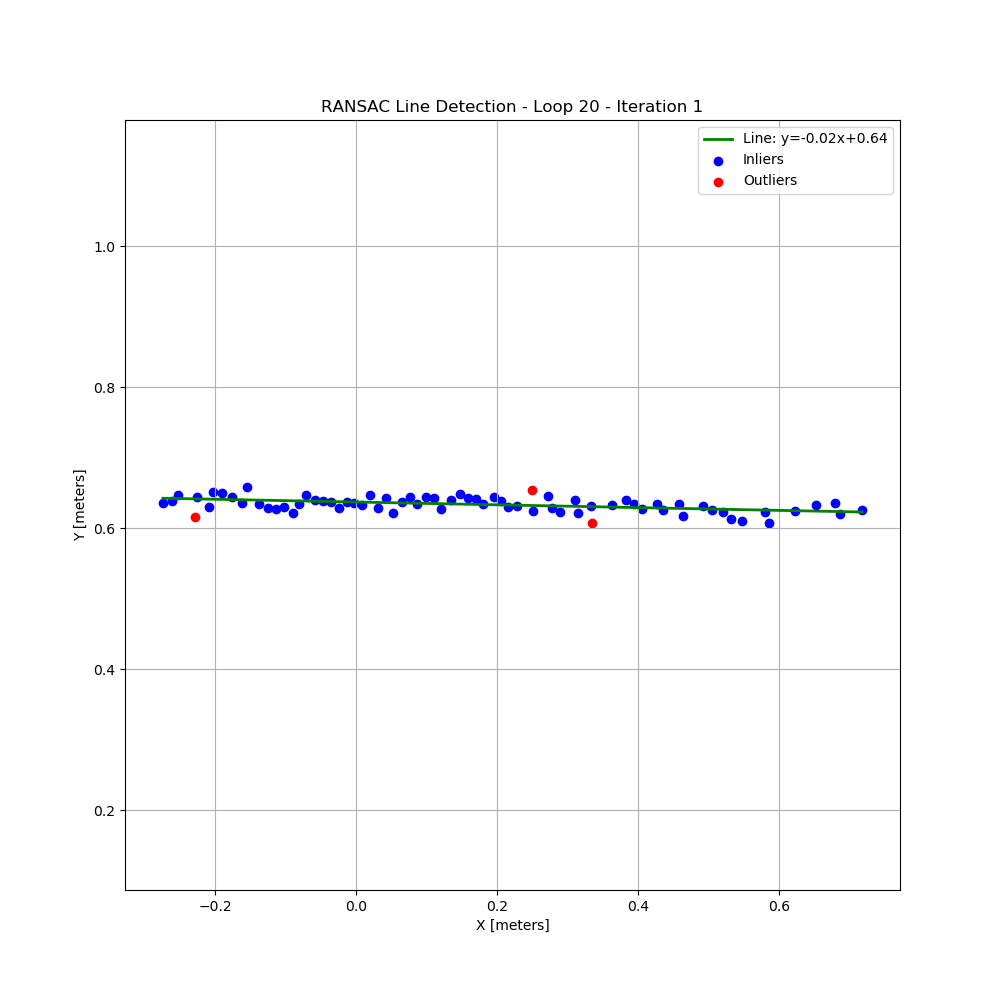 RANSAC Line Detection - Loop 20 - Iteration 1
Line: y=-0.02x+0.64
Inliers
Outliers
1.0
0.8
0.6
0.4
0.2
Y [meters]
−0.2 0.0 0.2 0.4 0.6
X [meters]